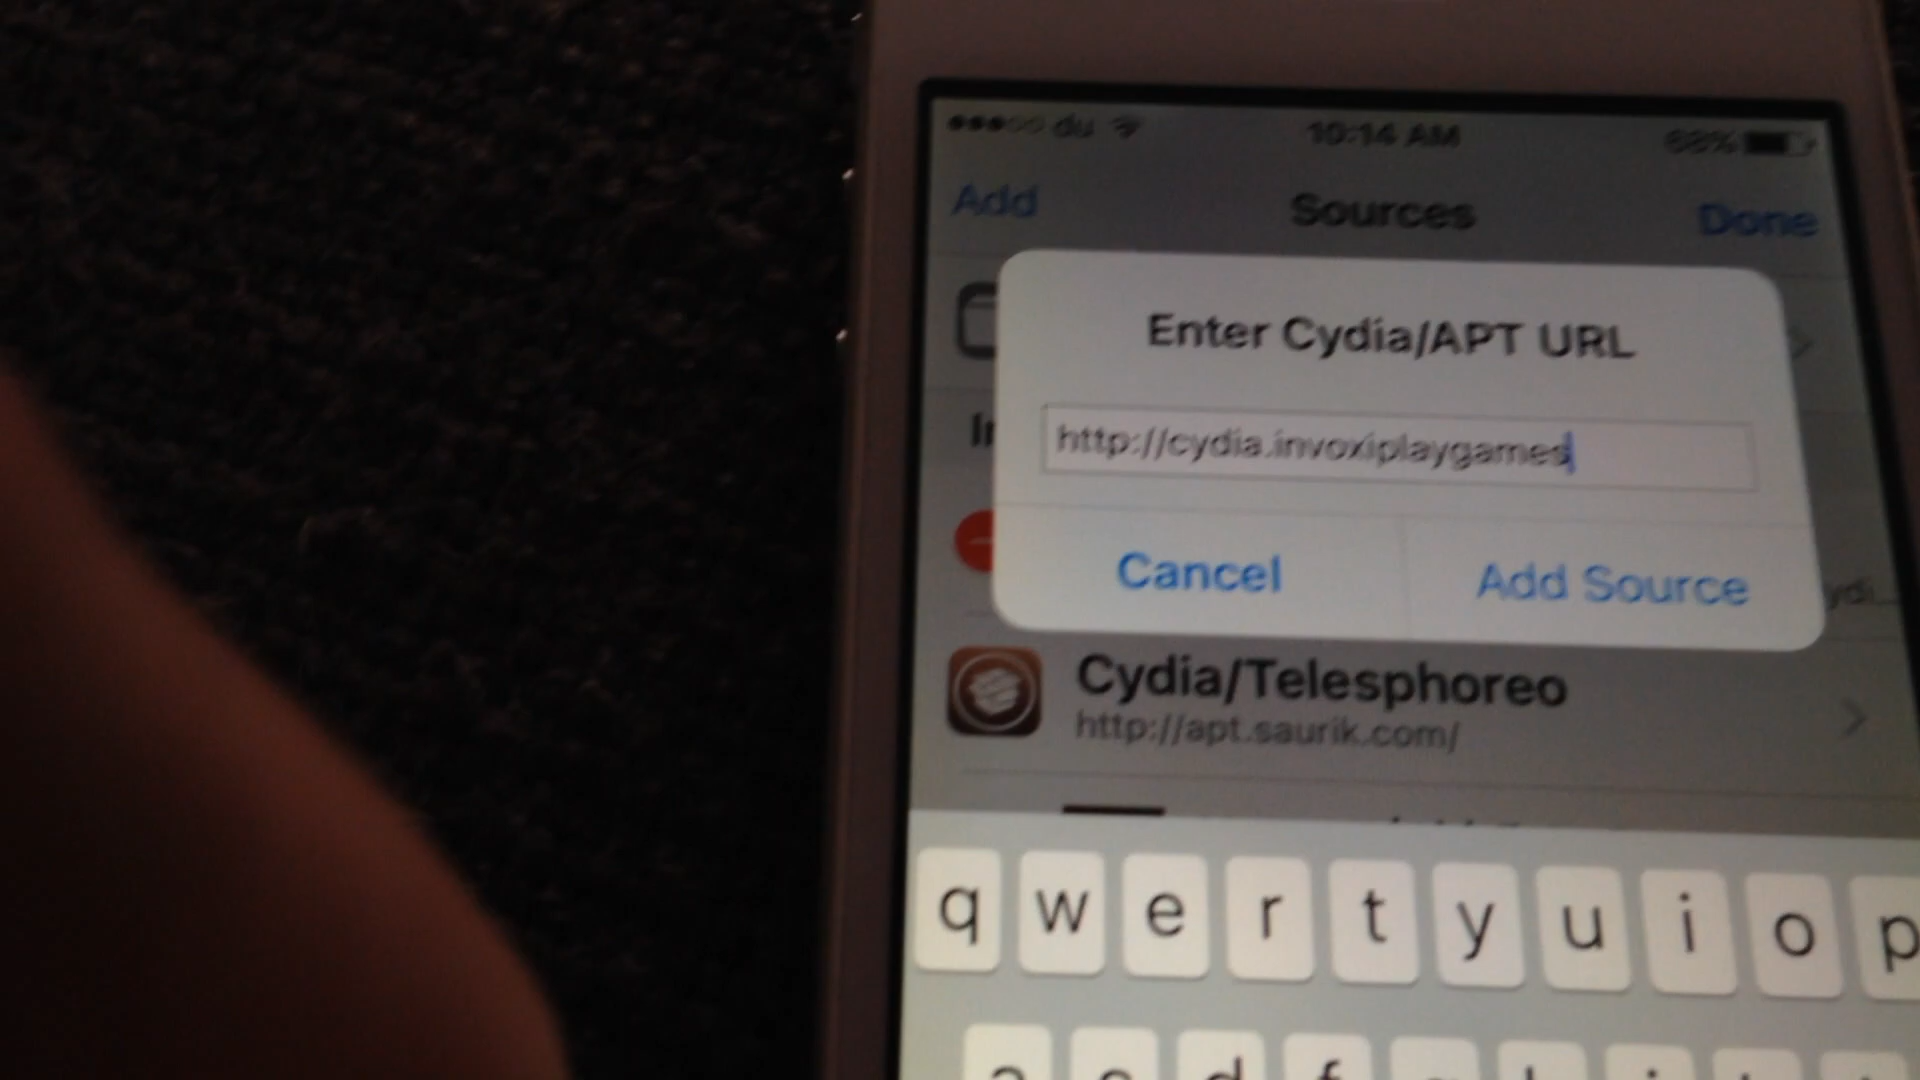 du 10:14 AM 68%
Add Sources Done
Enter Cydia/APT URL
http://cydia.invoxiplaygames
Cancel Add Source
Cydia/Telesphoreo
http://apt.saurik.com/
q w e r t y u i o p